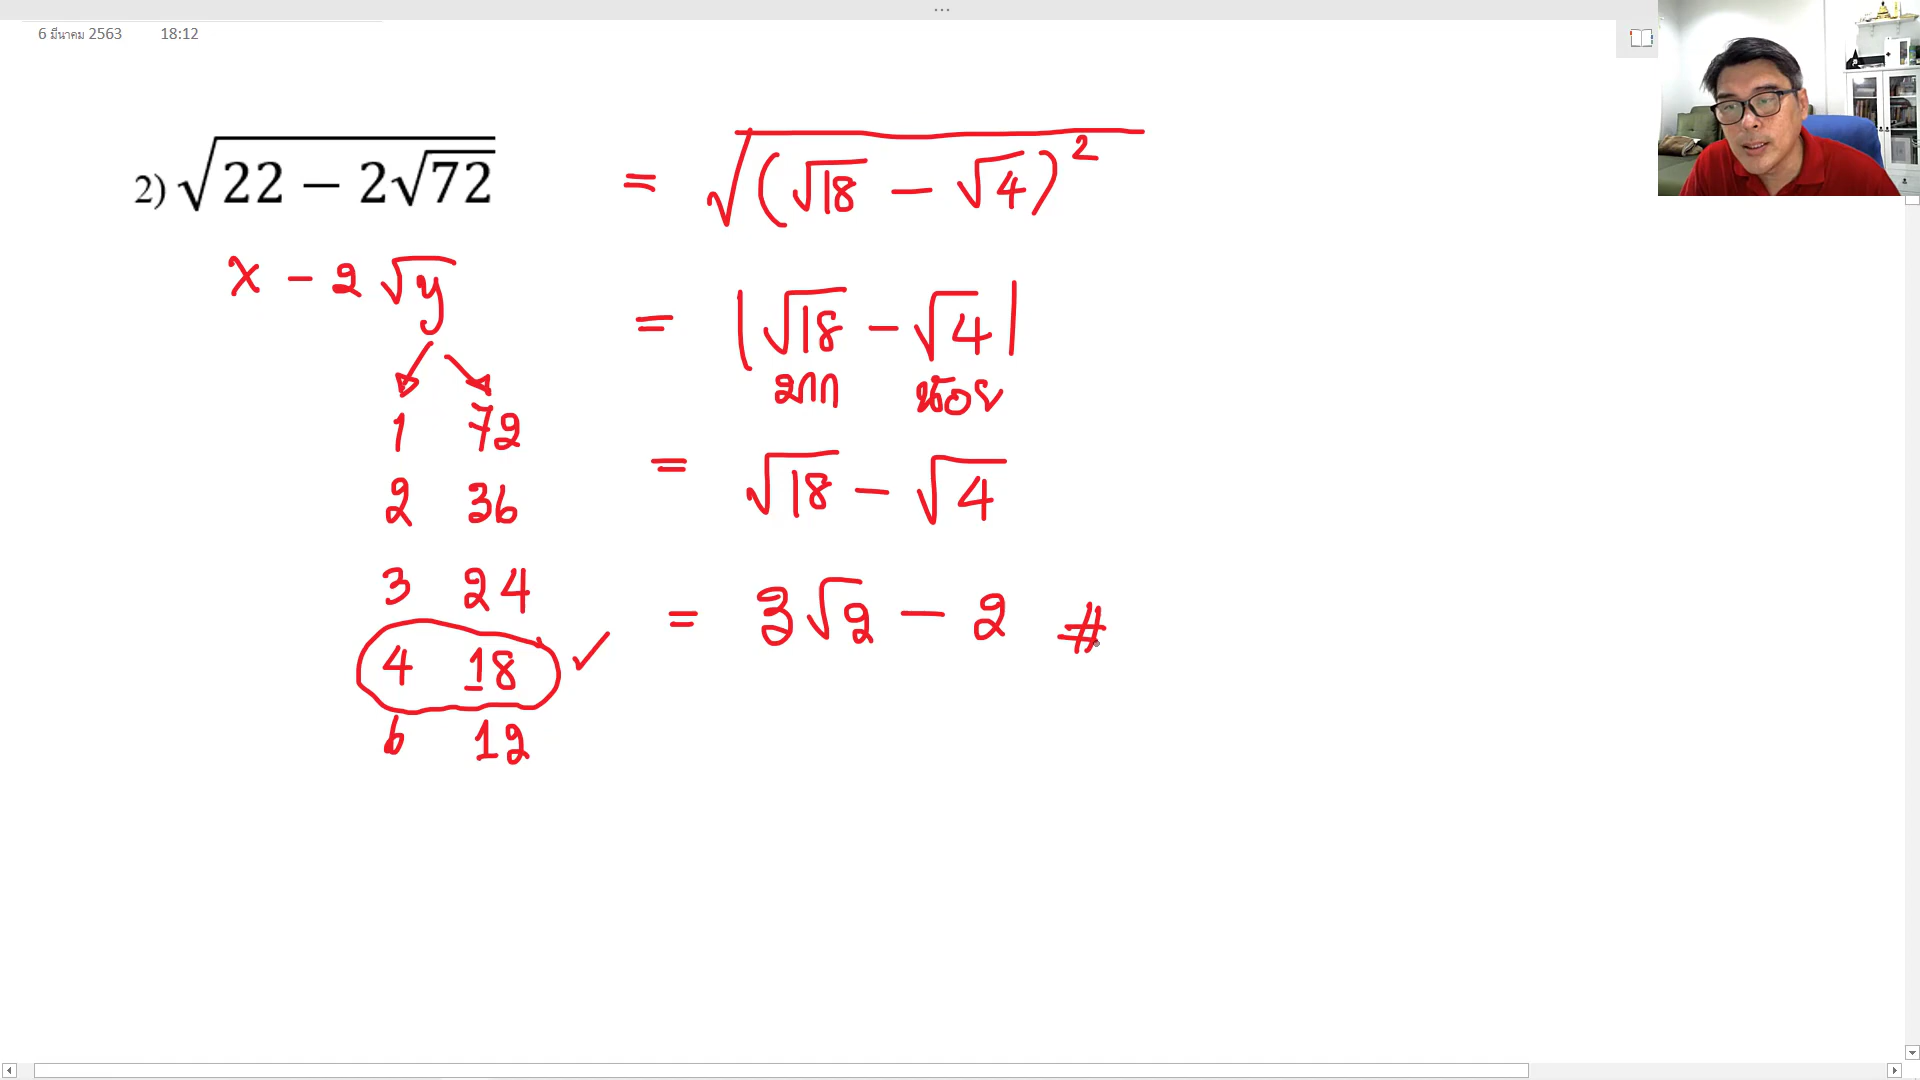 6 มีนาคม 2563 18:12
2) √(22 − 2√72) = √((√18 − √4)²)
x − 2√y
= |√18 − √4|
มาก น้อย
1 72
= √18 − √4
2 36
3 24
= 3√2 − 2 #
4 18 ✓
6 12